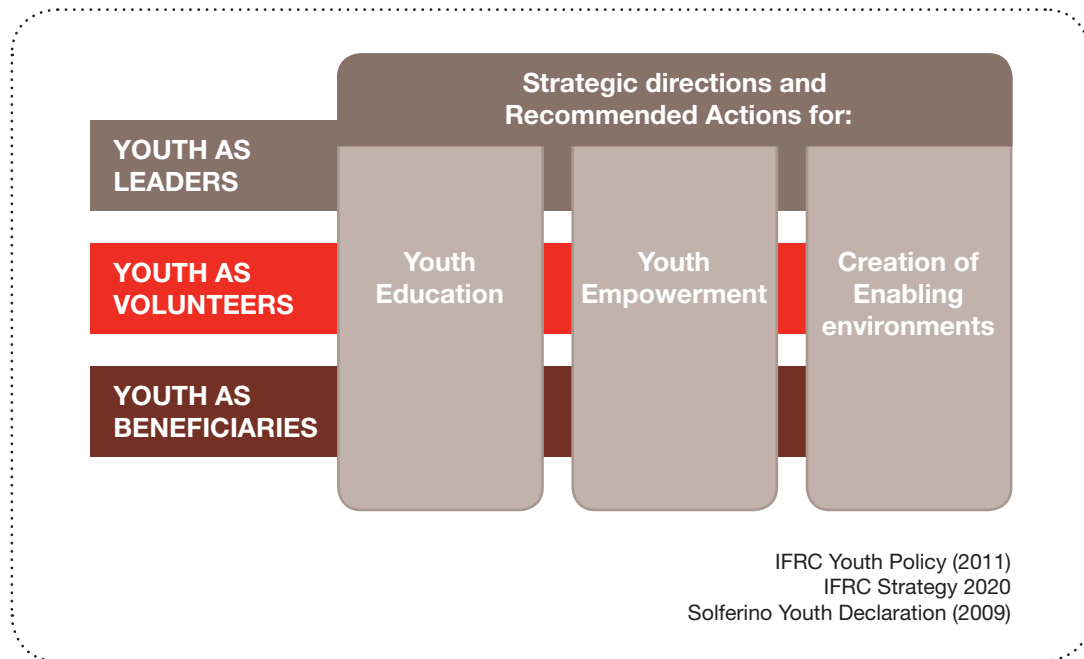 Strategic directions and
Recommended Actions for:
YOUTH AS
LEADERS
YOUTH AS
VOLUNTEERS
YOUTH AS
BENEFICIARIES
Youth
Education
Youth
Empowerment
Creation of
Enabling
environments
IFRC Youth Policy (2011)
IFRC Strategy 2020
Solferino Youth Declaration (2009)